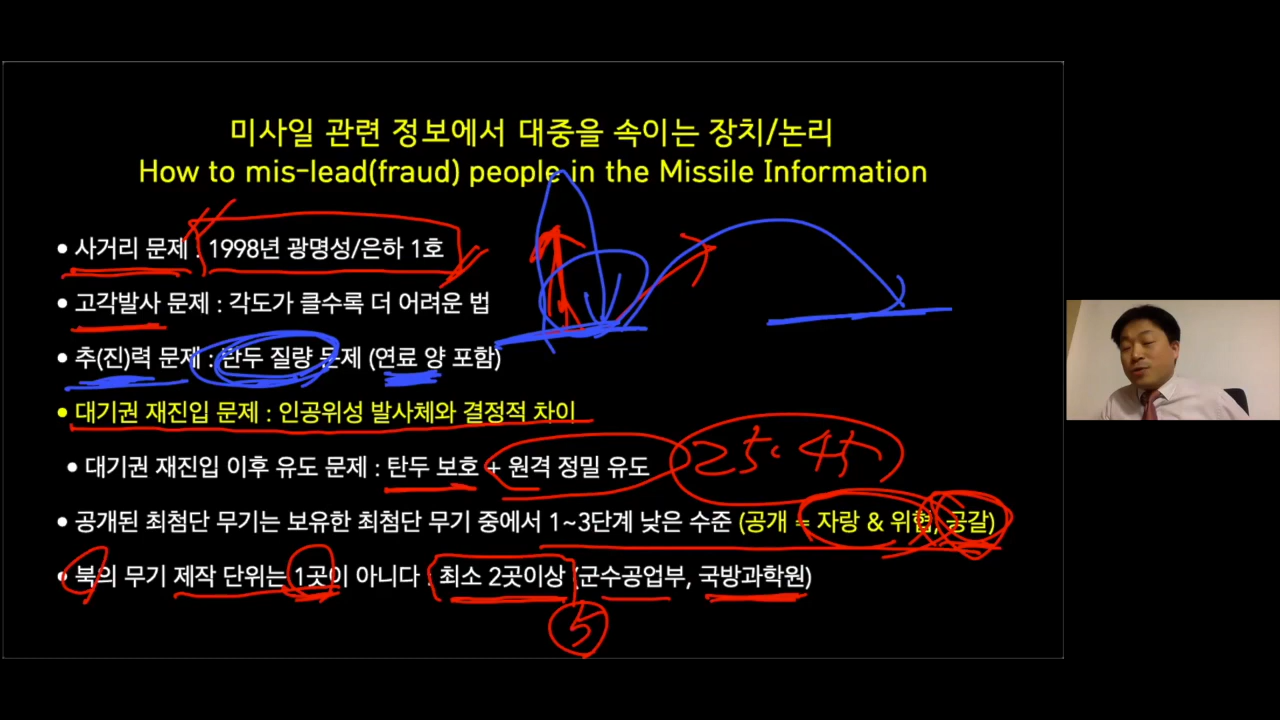 미사일 관련 정보에서 대중을 속이는 장치/논리
How to mis-lead(fraud) people in the Missile Information
• 사거리 문제 : 1998년 광명성/은하 1호
• 고각발사 문제 : 각도가 클수록 더 어려운 법
• 추(진)력 문제 : 탄두 질량 문제 (연료 양 포함)
• 대기권 재진입 문제 : 인공위성 발사체와 결정적 차이
• 대기권 재진입 이후 유도 문제 : 탄두 보호 + 원격 정밀 유도
25. 45
• 공개된 최첨단 무기는 보유한 최첨단 무기 중에서 1~3단계 낮은 수준 (공개 = 자랑 & 위협, 공갈)
• 북의 무기 제작 단위는 1곳이 아니다 : 최소 2곳이상 (군수공업부, 국방과학원)
5